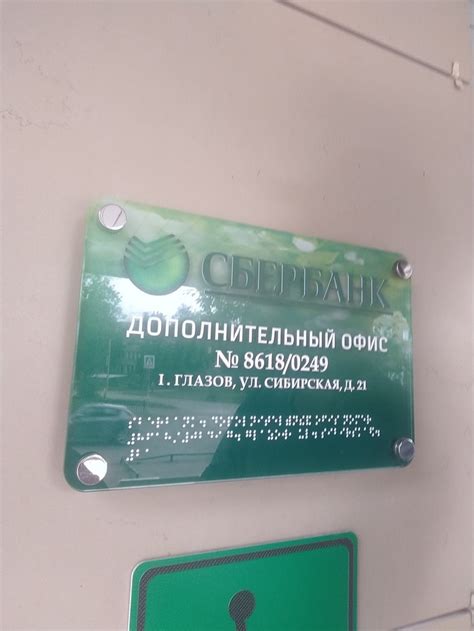 СБЕРБАНК
ДОПОЛНИТЕЛЬНЫЙ ОФИС
№ 8618/0249
Г. ГЛАЗОВ, УЛ. СИБИРСКАЯ, Д. 21